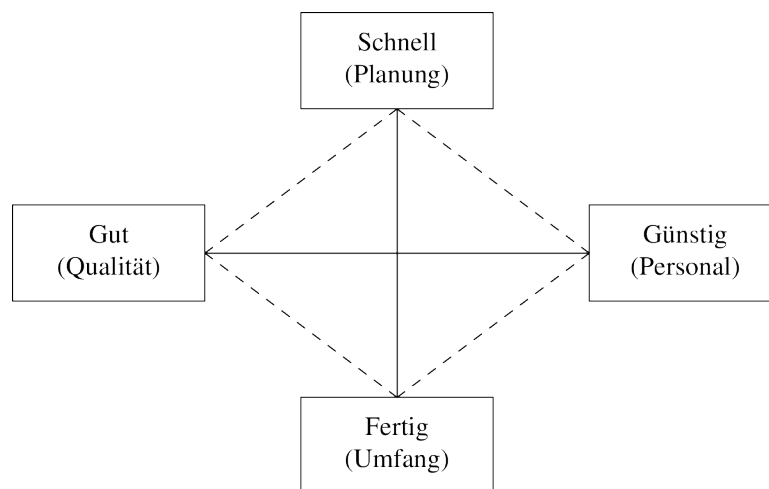 Schnell
(Planung)
Gut
(Qualität)
Günstig
(Personal)
Fertig
(Umfang)